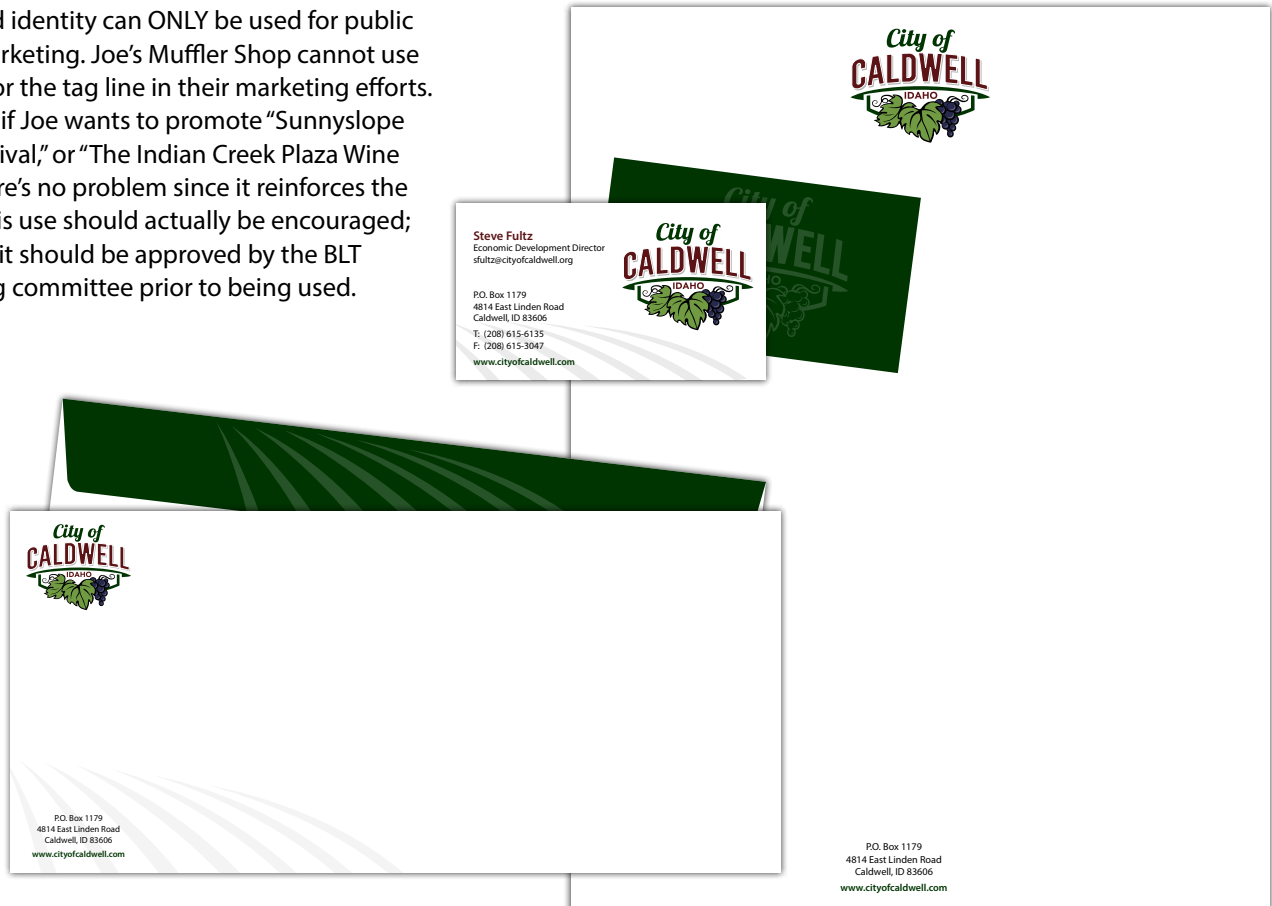 d identity can ONLY be used for public
rketing. Joe’s Muffler Shop cannot use
or the tag line in their marketing efforts.
if Joe wants to promote “Sunnyslope
ival,” or “The Indian Creek Plaza Wine
re’s no problem since it reinforces the
is use should actually be encouraged;
it should be approved by the BLT
g committee prior to being used.
City of
CALDWELL
IDAHO
City of
WELL
HO
Steve Fultz
Economic Development Director
sfultz@cityofcaldwell.org
P.O. Box 1179
4814 East Linden Road
Caldwell, ID 83606
T: (208) 615-6135
F: (208) 615-3047
www.cityofcaldwell.com
City of
CALDWELL
IDAHO
City of
CALDWELL
IDAHO
P.O. Box 1179
4814 East Linden Road
Caldwell, ID 83606
www.cityofcaldwell.com
P.O. Box 1179
4814 East Linden Road
Caldwell, ID 83606
www.cityofcaldwell.com